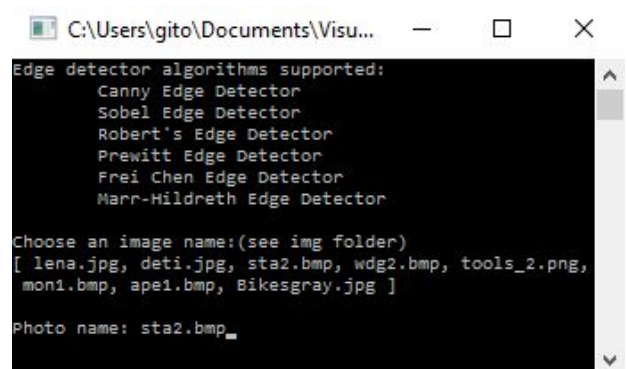 C:\Users\gito\Documents\Visu...
Edge detector algorithms supported:
Canny Edge Detector
Sobel Edge Detector
Robert's Edge Detector
Prewitt Edge Detector
Frei Chen Edge Detector
Marr-Hildreth Edge Detector
Choose an image name:(see img folder)
[ lena.jpg, deti.jpg, sta2.bmp, wdg2.bmp, tools_2.png,
mon1.bmp, ape1.bmp, Bikesgray.jpg ]
Photo name: sta2.bmp